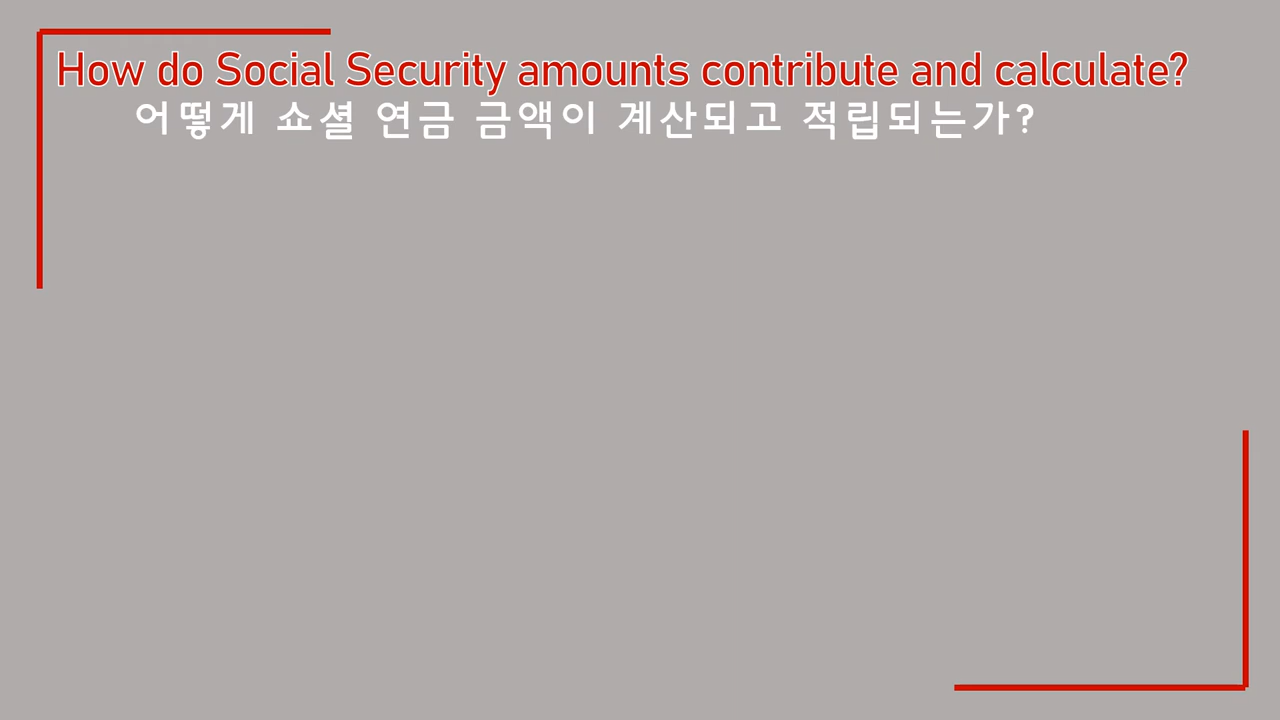 How do Social Security amounts contribute and calculate?
어떻게 쇼셜 연금 금액이 계산되고 적립되는가?